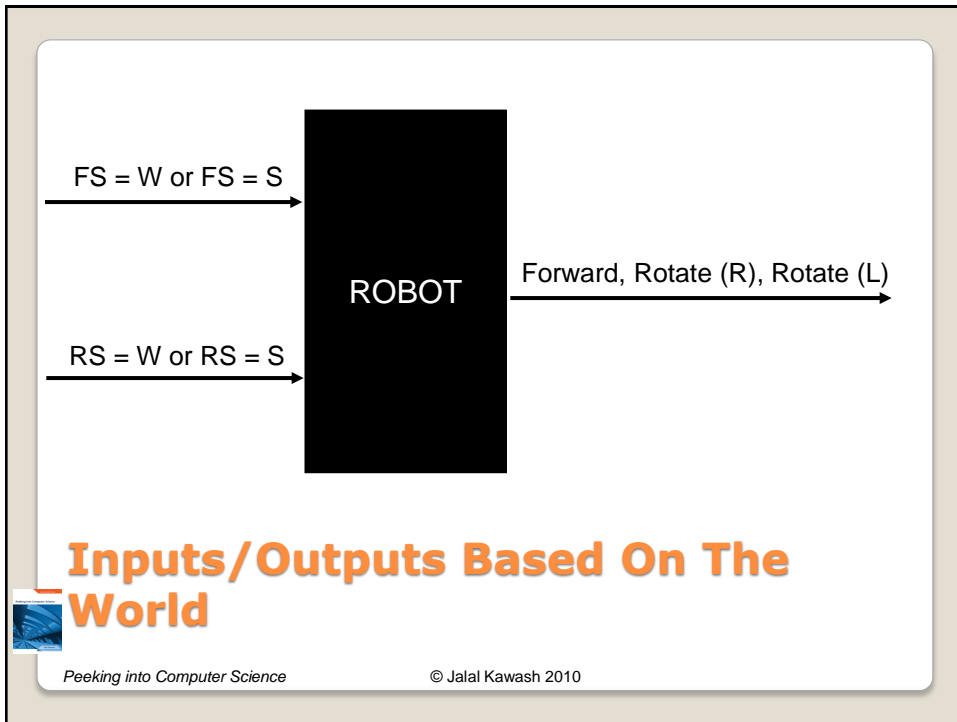 FS = W or FS = S
ROBOT
Forward, Rotate (R), Rotate (L)
RS = W or RS = S
Inputs/Outputs Based On The
World
Peeking into Computer Science © Jalal Kawash 2010